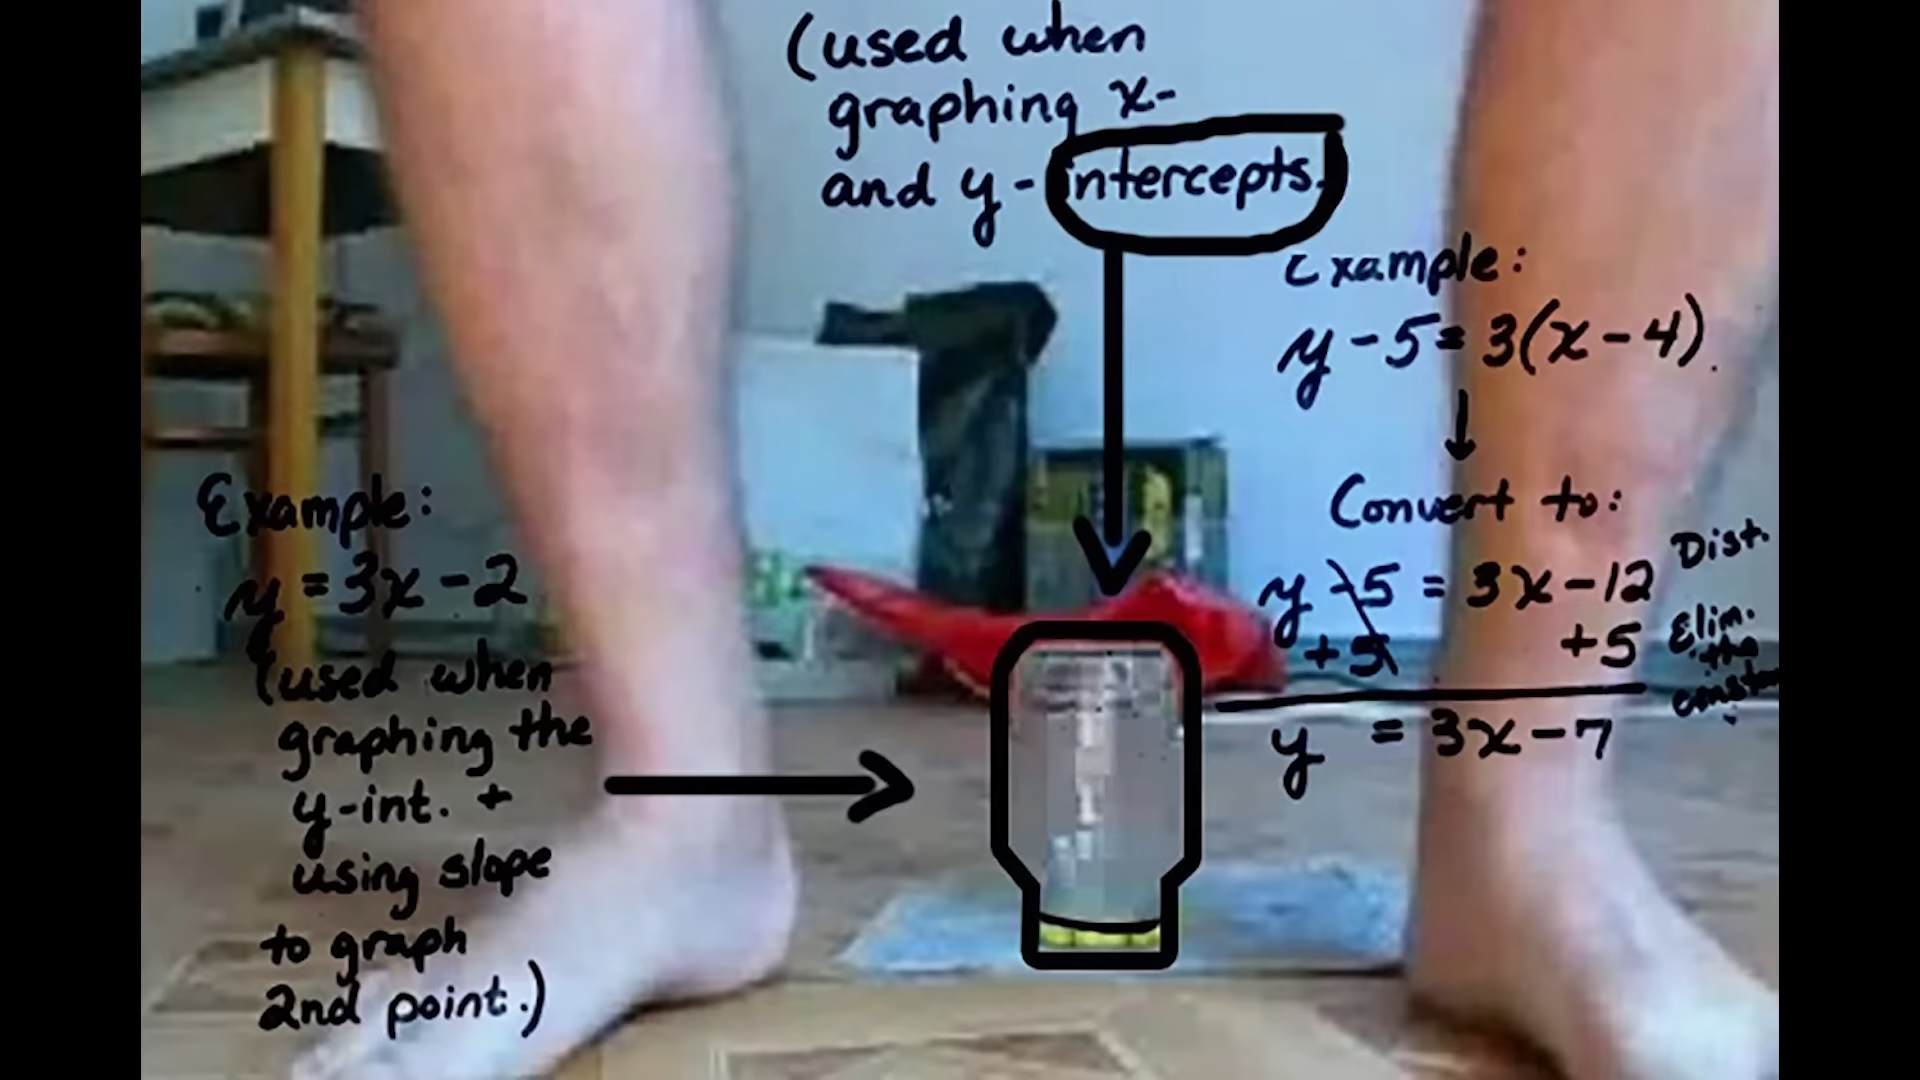 (used when
graphing x-
and y-intercepts.
Example:
y = 3x - 2
(used when
graphing the
y-int. +
using slope
to graph
2nd point.)
Example:
y - 5 = 3(x - 4)
Convert to:
y - 5 = 3x - 12 Dist.
+5 +5 Elim. the
y = 3x - 7